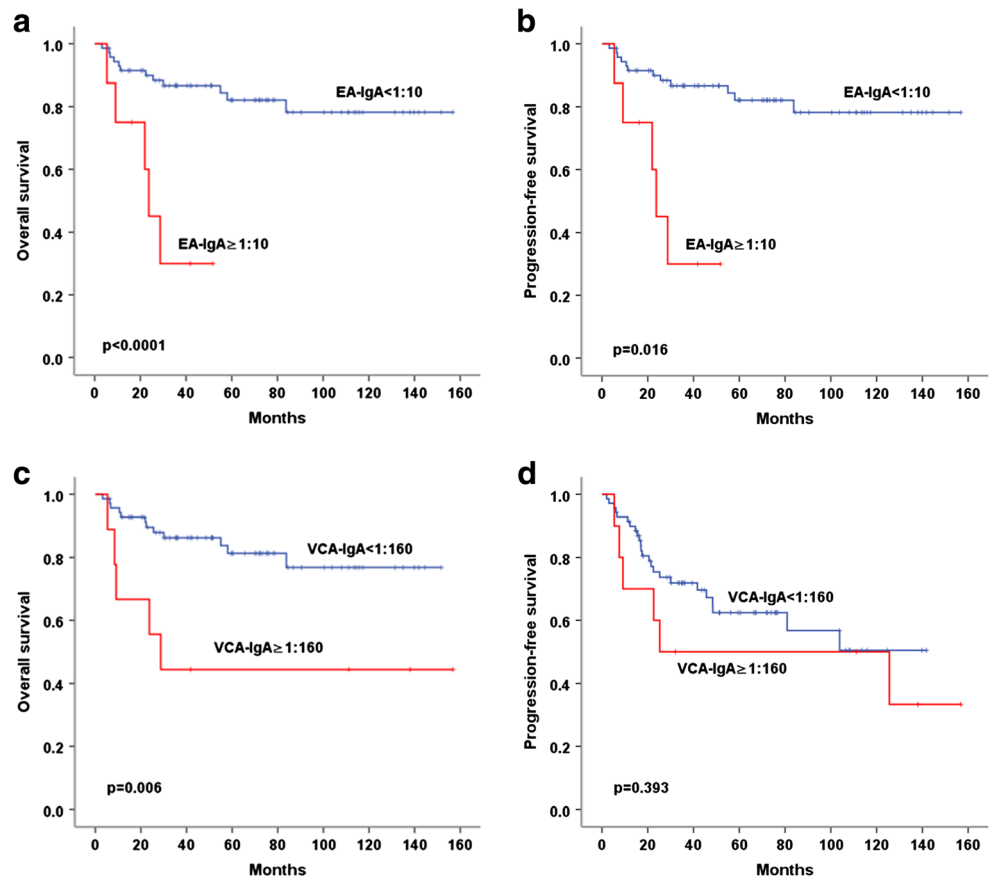 a
Overall survival
1.0
0.8
0.6
0.4
0.2
0.0
EA-IgA<1:10
EA-IgA≥1:10
p<0.0001
0 20 40 60 80 100 120 140 160
Months
b
Progression-free survival
1.0
0.8
0.6
0.4
0.2
0.0
EA-IgA<1:10
EA-IgA≥1:10
p=0.016
0 20 40 60 80 100 120 140 160
Months
c
Overall survival
1.0
0.8
0.6
0.4
0.2
0.0
VCA-IgA<1:160
VCA-IgA≥1:160
p=0.006
0 20 40 60 80 100 120 140 160
Months
d
Progression-free survival
1.0
0.8
0.6
0.4
0.2
0.0
VCA-IgA<1:160
VCA-IgA≥1:160
p=0.393
0 20 40 60 80 100 120 140 160
Months